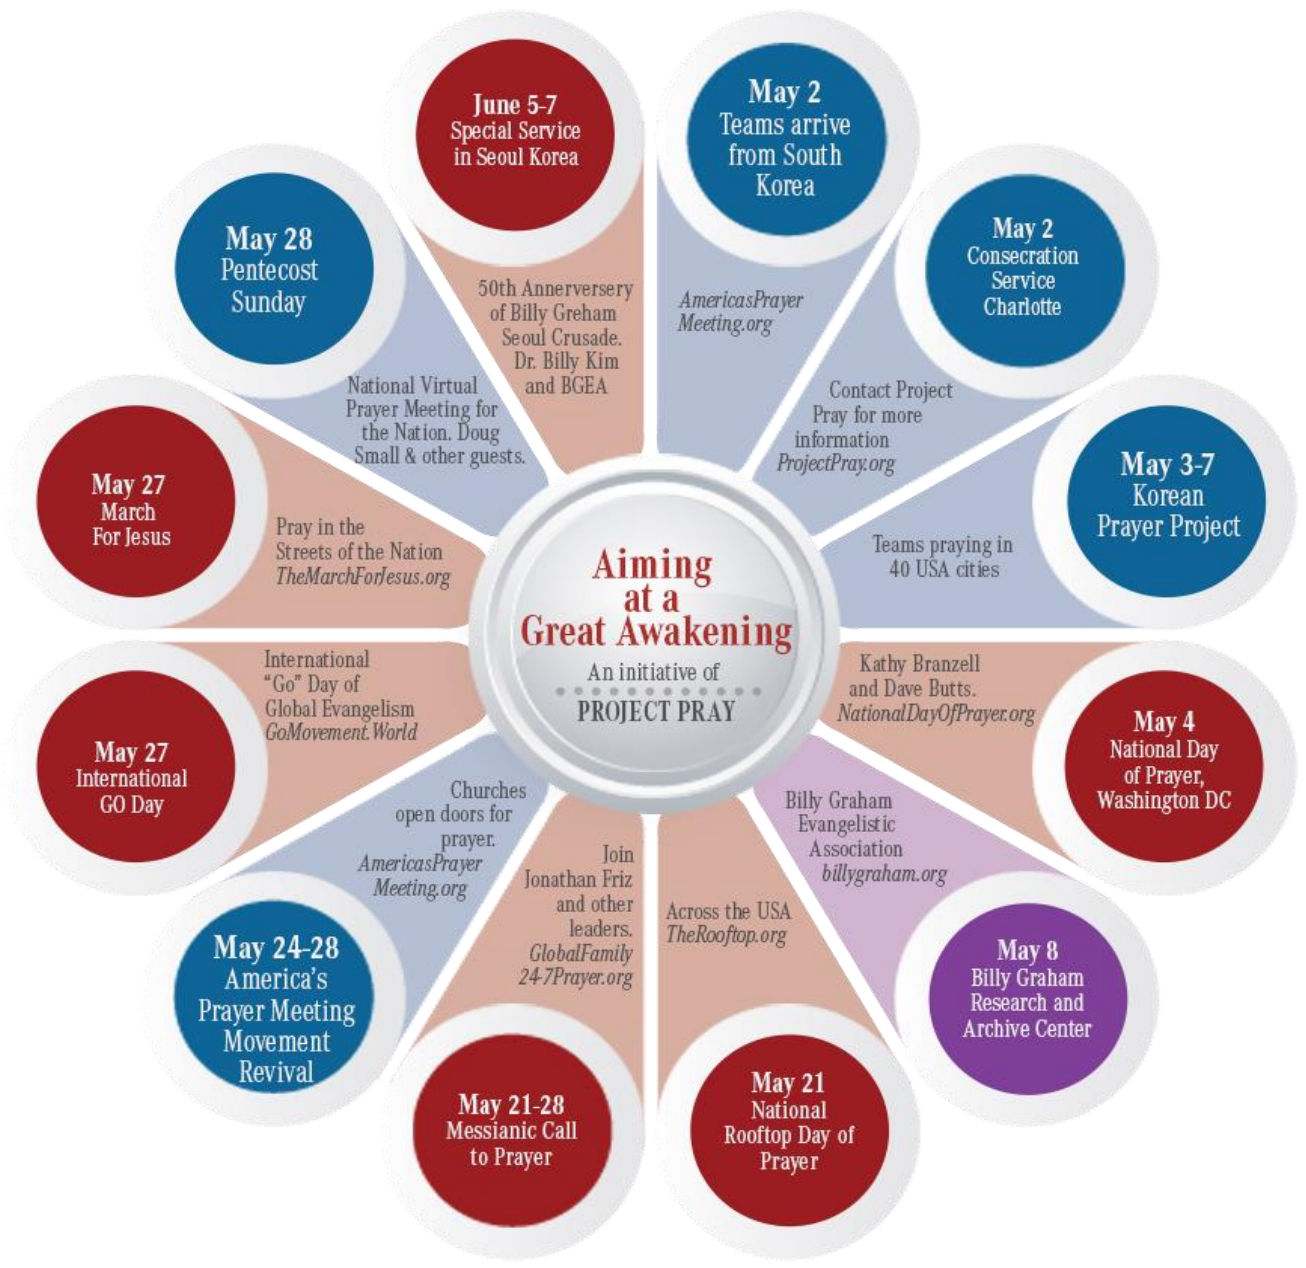 Aiming
at a
Great Awakening
An initiative of
PROJECT PRAY
May 2
Teams arrive
from South
Korea
AmericasPrayer
Meeting.org
May 2
Consecration
Service
Charlotte
Contact Project
Pray for more
information
ProjectPray.org
May 3-7
Korean
Prayer Project
Teams praying in
40 USA cities
May 4
National Day
of Prayer,
Washington DC
Kathy Branzell
and Dave Butts.
NationalDayOfPrayer.org
May 8
Billy Graham
Research and
Archive Center
Billy Graham
Evangelistic
Association
billygraham.org
May 21
National
Rooftop Day of
Prayer
Across the USA
TheRooftop.org
May 21-28
Messianic Call
to Prayer
Join
Jonathan Friz
and other
leaders.
GlobalFamily
24-7Prayer.org
May 24-28
America's
Prayer Meeting
Movement
Revival
Churches
open doors for
prayer.
AmericasPrayer
Meeting.org
May 27
International
GO Day
International
“Go” Day of
Global Evangelism
GoMovement.World
May 27
March
For Jesus
Pray in the
Streets of the Nation
TheMarchForJesus.org
May 28
Pentecost
Sunday
National Virtual
Prayer Meeting for
the Nation. Doug
Small & other guests.
June 5-7
Special Service
in Seoul Korea
50th Annerversery
of Billy Greham
Seoul Crusade.
Dr. Billy Kim
and BGEA